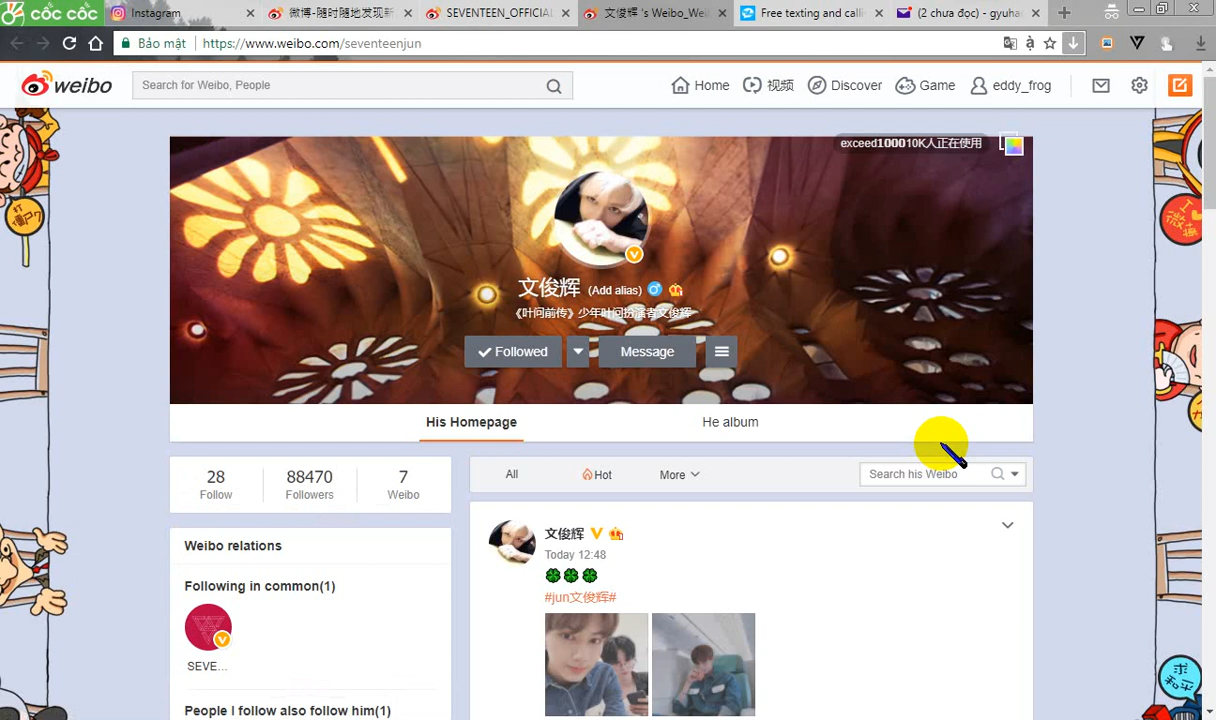 CỐC CỐC
Instagram
微博-随时随地发现新
SEVENTEEN_OFFICIAL
文俊辉 's Weibo_Wei
Free texting and calli
(2 chưa đọc) - gyuha
Bảo mật
https://www.weibo.com/seventeenjun
weibo
Search for Weibo, People
Home
视频
Discover
Game
eddy_frog
exceed100010K人正在使用
文俊辉 (Add alias)
《叶问前传》少年叶问扮演者文俊辉
Followed
Message
His Homepage
He album
28
Follow
88470
Followers
7
Weibo
All
Hot
More
Search his Weibo
文俊辉
Today 12:48
#jun文俊辉#
Weibo relations
Following in common(1)
SEVE...
People I follow also follow him(1)
求
和平